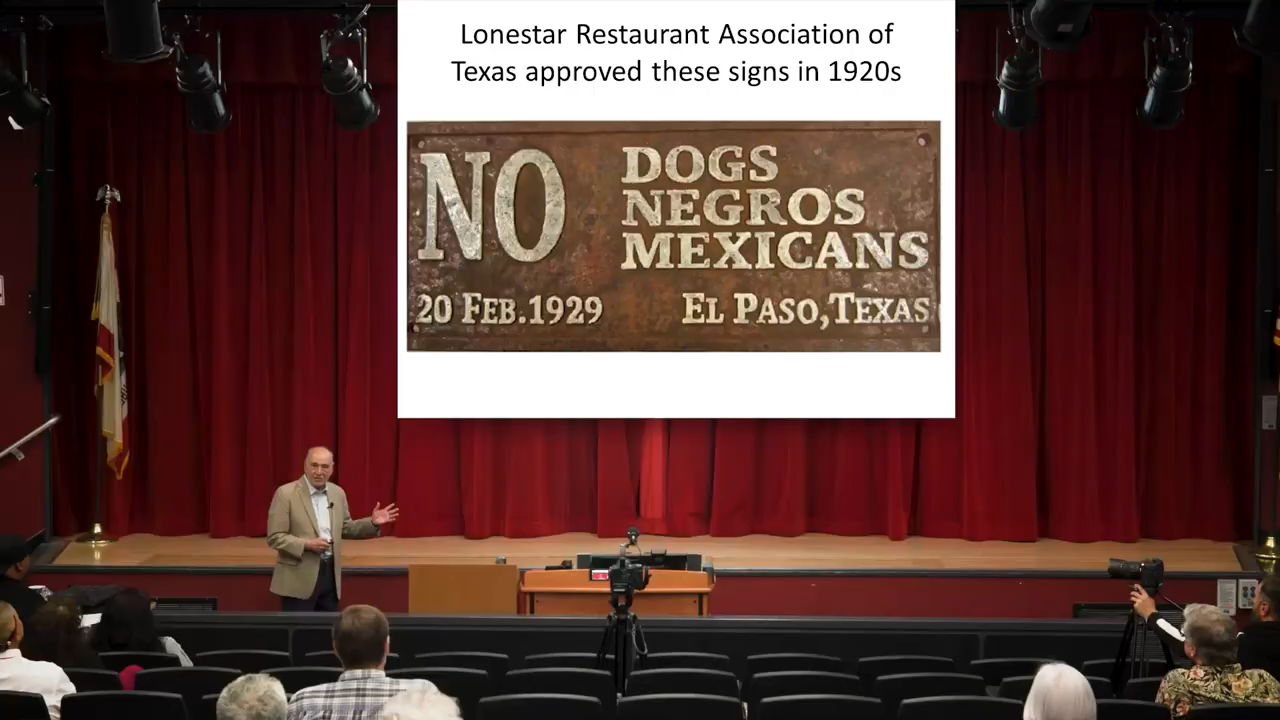 Lonestar Restaurant Association of
Texas approved these signs in 1920s
NO
DOGS
NEGROS
MEXICANS
20 FEB.1929 EL PASO,TEXAS